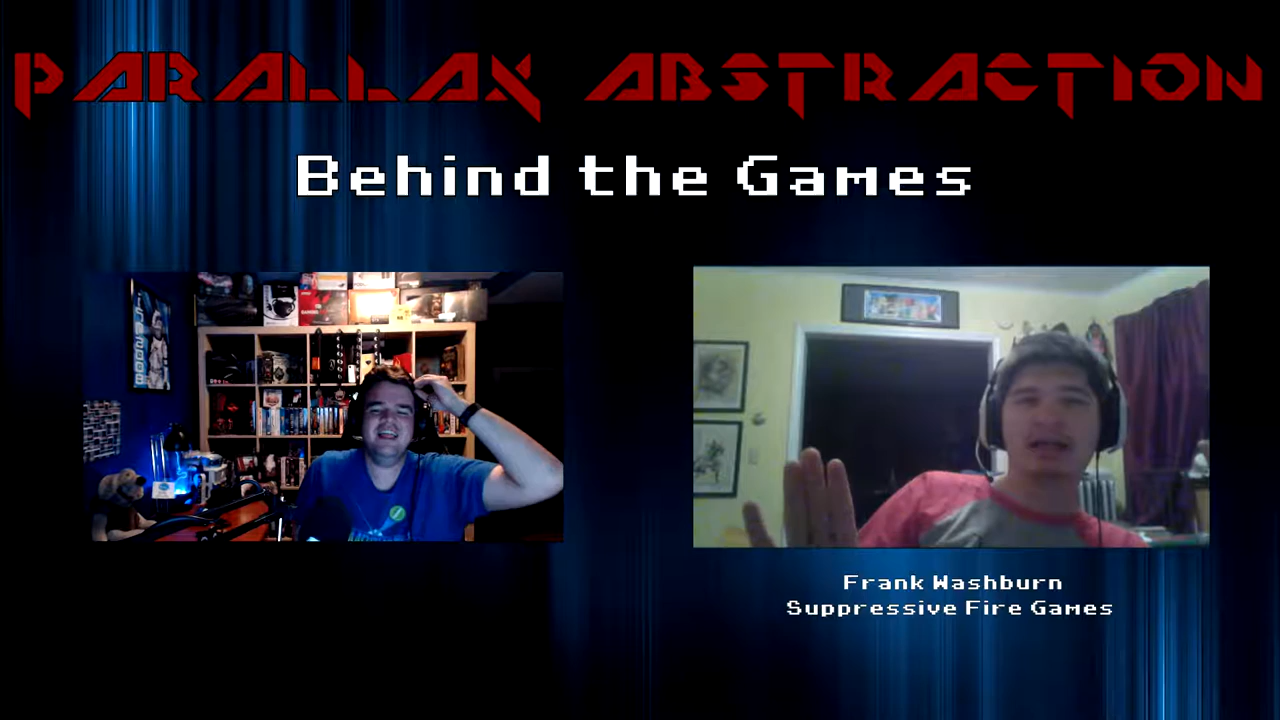 PARALLAX ABSTRACTION
Behind the Games
Frank Washburn
Suppressive Fire Games